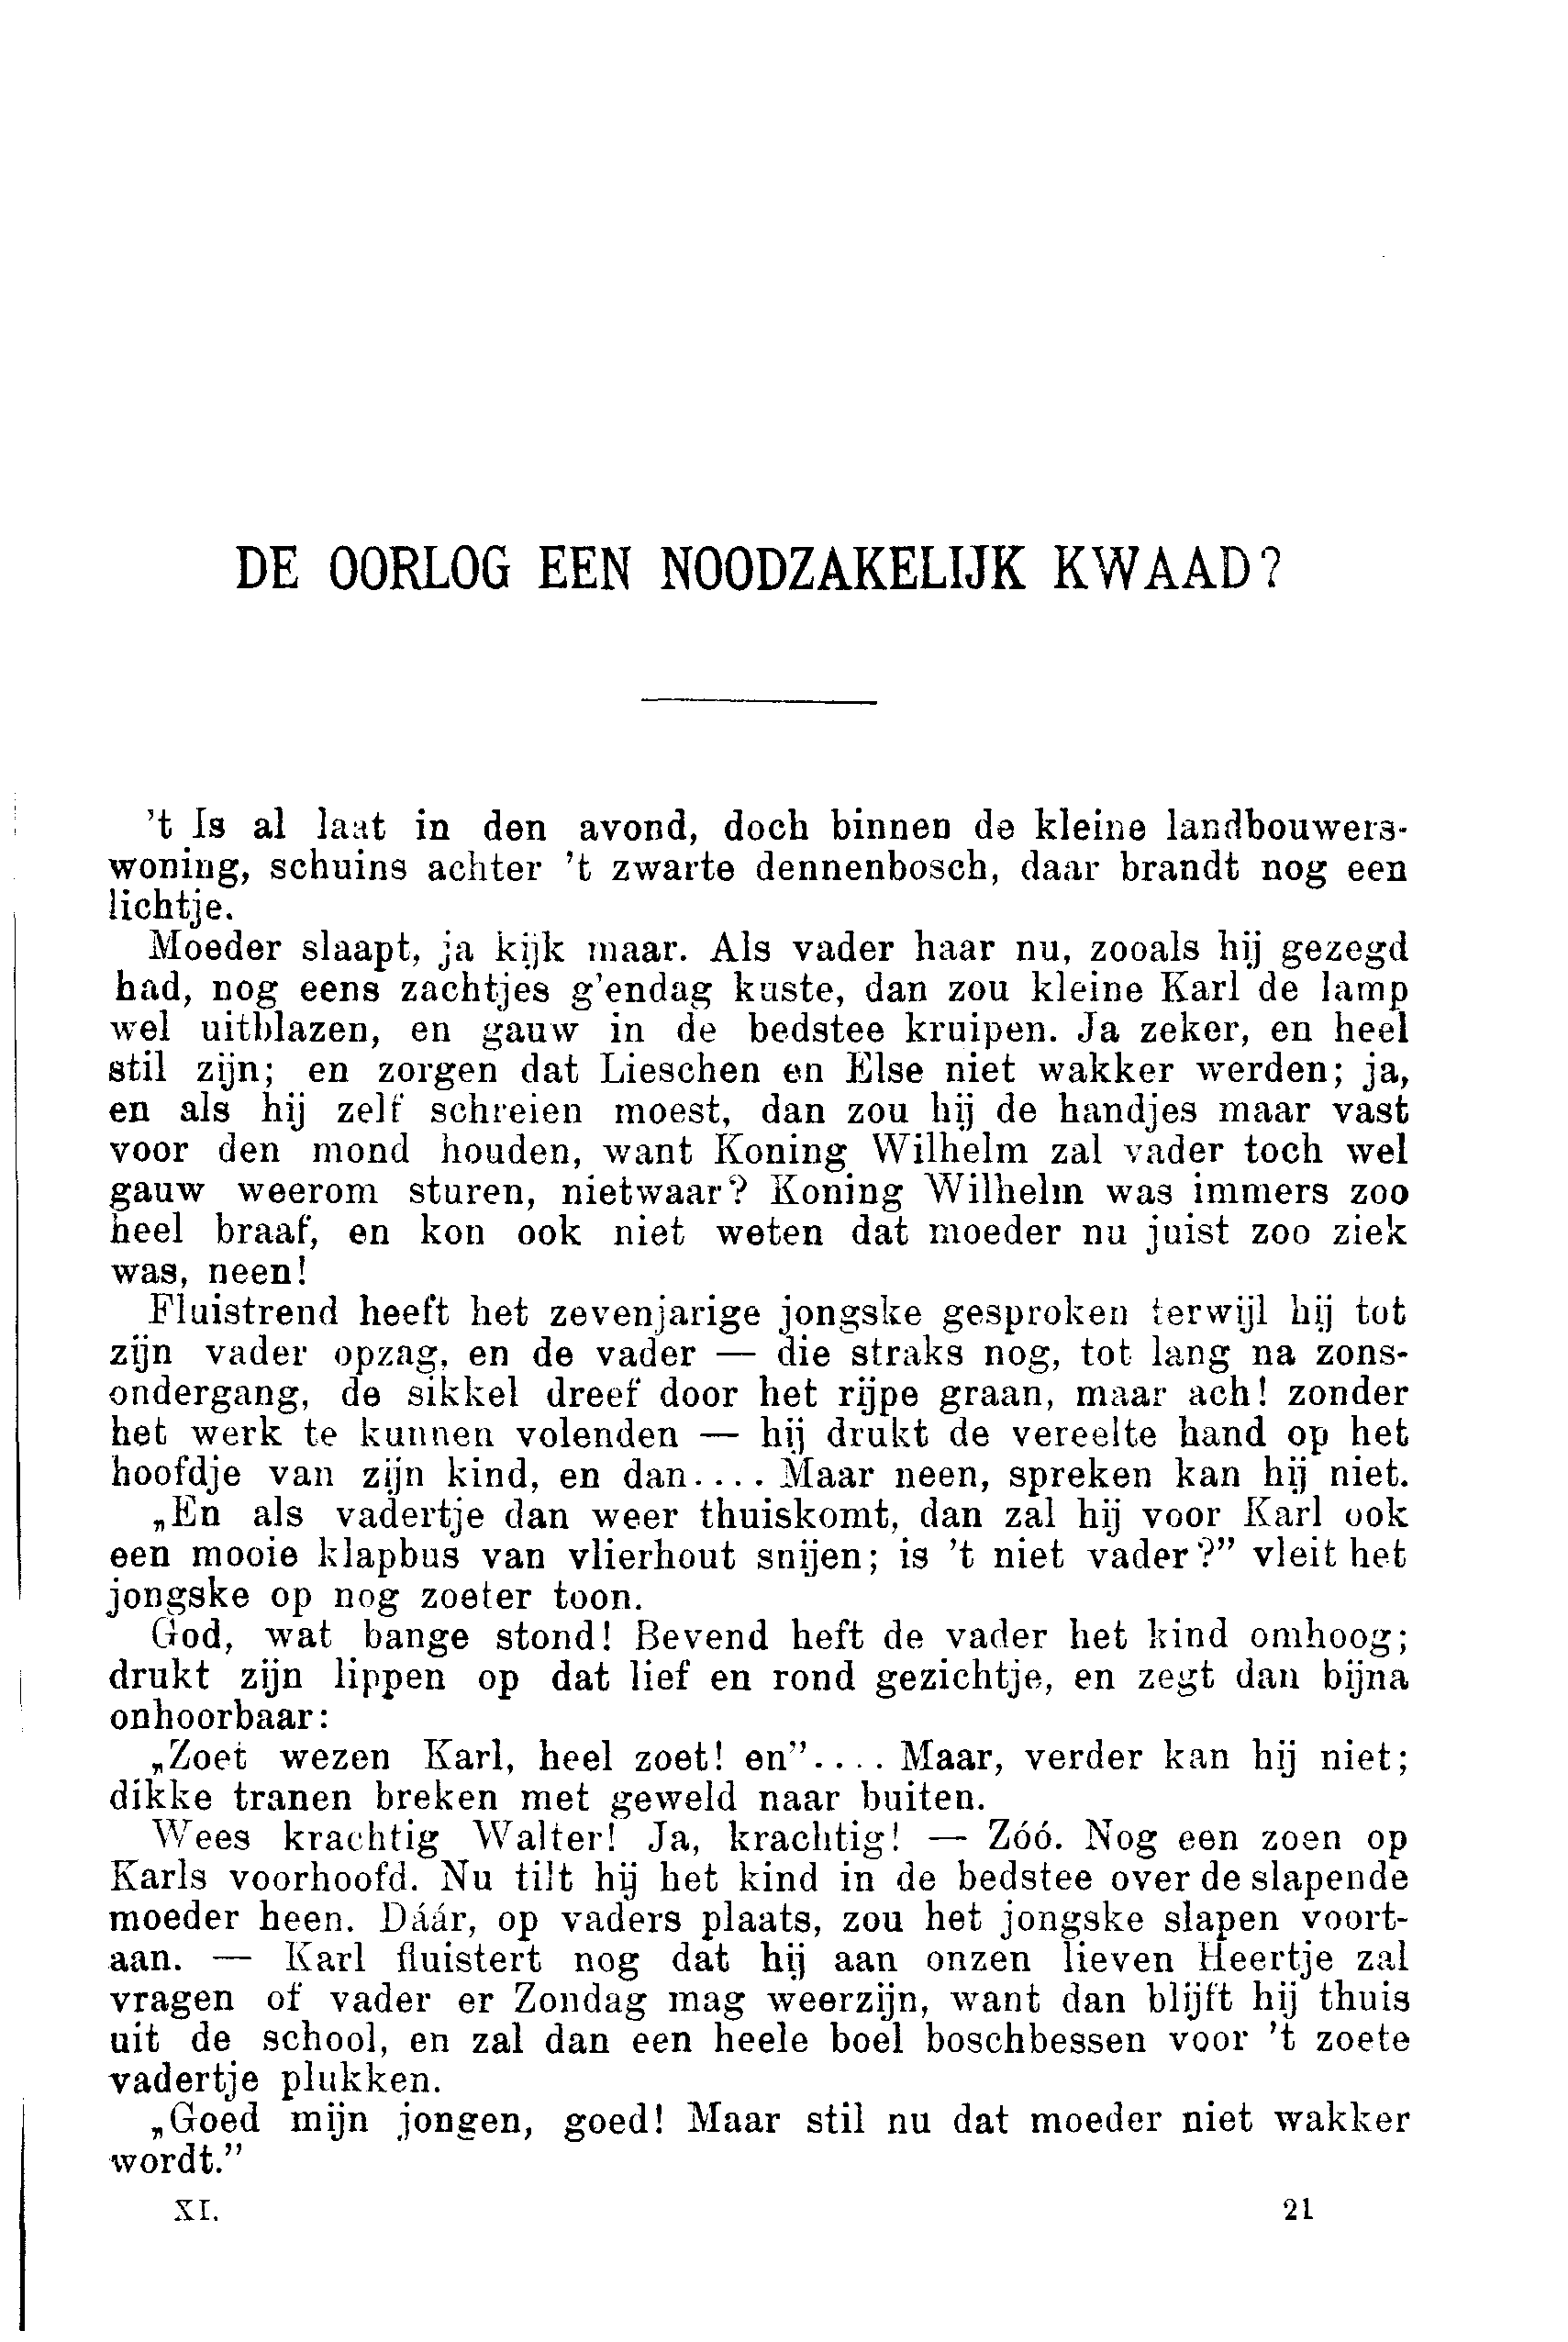 DE OORLOG EEN NOODZAKELIJK KWAAD?
't Is al laat in den avond, doch binnen de kleine landbouwers-
woning, schuins achter 't zwarte dennenbosch, daar brandt nog een
lichtje.
Moeder slaapt, ja kijk maar. Als vader haar nu, zooals hij gezegd
had, nog eens zachtjes g'endag kuste, dan zou kleine Karl de lamp
wel uitblazen, en gauw in de bedstee kruipen. Ja zeker, en heel
stil zijn; en zorgen dat Lieschen en Else niet wakker werden; ja,
en als hij zelf schreien moest, dan zou hij de handjes maar vast
voor den mond houden, want Koning Wilhelm zal vader toch wel
gauw weerom sturen, nietwaar? Koning Wilhelm was immers zoo
heel braaf, en kon ook niet weten dat moeder nu juist zoo ziek
was, neen!
Fluistrend heeft het zevenjarige jongske gesproken terwijl hij tot
zijn vader opzag, en de vader — die straks nog, tot lang na zons-
ondergang, de sikkel dreef door het rijpe graan, maar ach! zonder
het werk te kunnen volenden — hij drukt de vereelte hand op het
hoofdje van zijn kind, en dan.... Maar neen, spreken kan hij niet.
„En als vadertje dan weer thuiskomt, dan zal hij voor Karl ook
een mooie klapbus van vlierhout snijen; is 't niet vader?” vleit het
jongske op nog zoeter toon.
God, wat bange stond! Bevend heft de vader het kind omhoog;
drukt zijn lippen op dat lief en rond gezichtje, en zegt dan bijna
onhoorbaar:
„Zoet wezen Karl, heel zoet! en”.... Maar, verder kan hij niet;
dikke tranen breken met geweld naar buiten.
Wees krachtig Walter! Ja, krachtig! — Zóó. Nog een zoen op
Karls voorhoofd. Nu tilt hij het kind in de bedstee over de slapende
moeder heen. Dáár, op vaders plaats, zou het jongske slapen voort-
aan. — Karl fluistert nog dat hij aan onzen lieven Heertje zal
vragen of vader er Zondag mag weerzijn, want dan blijft hij thuis
uit de school, en zal dan een heele boel boschbessen voor 't zoete
vadertje plukken.
„Goed mijn jongen, goed! Maar stil nu dat moeder niet wakker
wordt.”
XI. 21